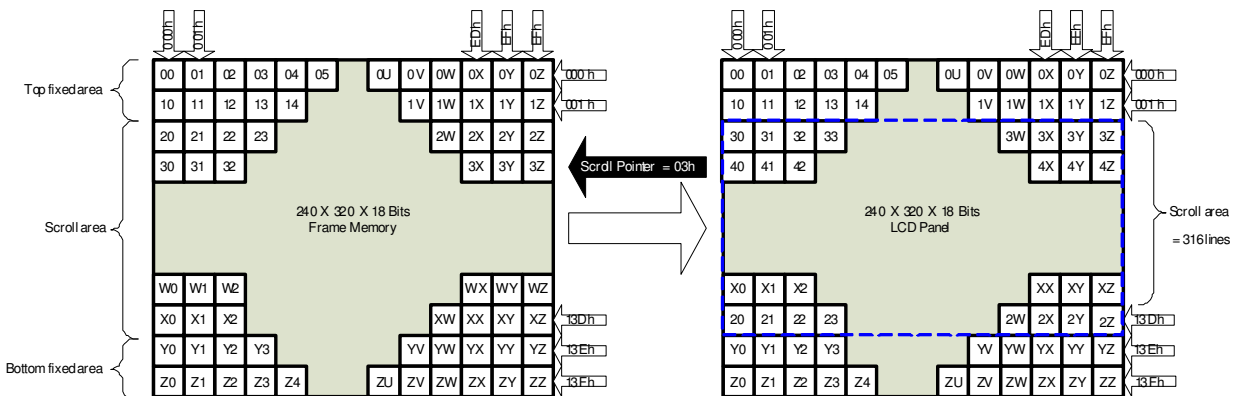 000h 001h EDh EFh EFh
000h 001h EDh EEh EFh
Top fixed area
00 01 02 03 04 05 0U 0V 0W 0X 0Y 0Z 000 h
10 11 12 13 14 1V 1W 1X 1Y 1Z 001 h
Scroll area
20 21 22 23 2W 2X 2Y 2Z
30 31 32 3X 3Y 3Z
240 X 320 X 18 Bits
Frame Memory
W0 W1 W2 WX WY WZ
X0 X1 X2 XW XX XY XZ 13Dh
Bottom fixed area
Y0 Y1 Y2 Y3 YV YW YX YY YZ 13Eh
Z0 Z1 Z2 Z3 Z4 ZU ZV ZW ZX ZY ZZ 13Fh
Scroll Pointer = 03h
00 01 02 03 04 05 0U 0V 0W 0X 0Y 0Z 000 h
10 11 12 13 14 1V 1W 1X 1Y 1Z 001 h
30 31 32 33 3W 3X 3Y 3Z
40 41 42 4X 4Y 4Z
240 X 320 X 18 Bits
LCD Panel
Scroll area
= 316 lines
X0 X1 X2 XX XY XZ
20 21 22 23 2W 2X 2Y 2Z 13Dh
Y0 Y1 Y2 Y3 YV YW YX YY YZ 13Eh
Z0 Z1 Z2 Z3 Z4 ZU ZV ZW ZX ZY ZZ 13Fh